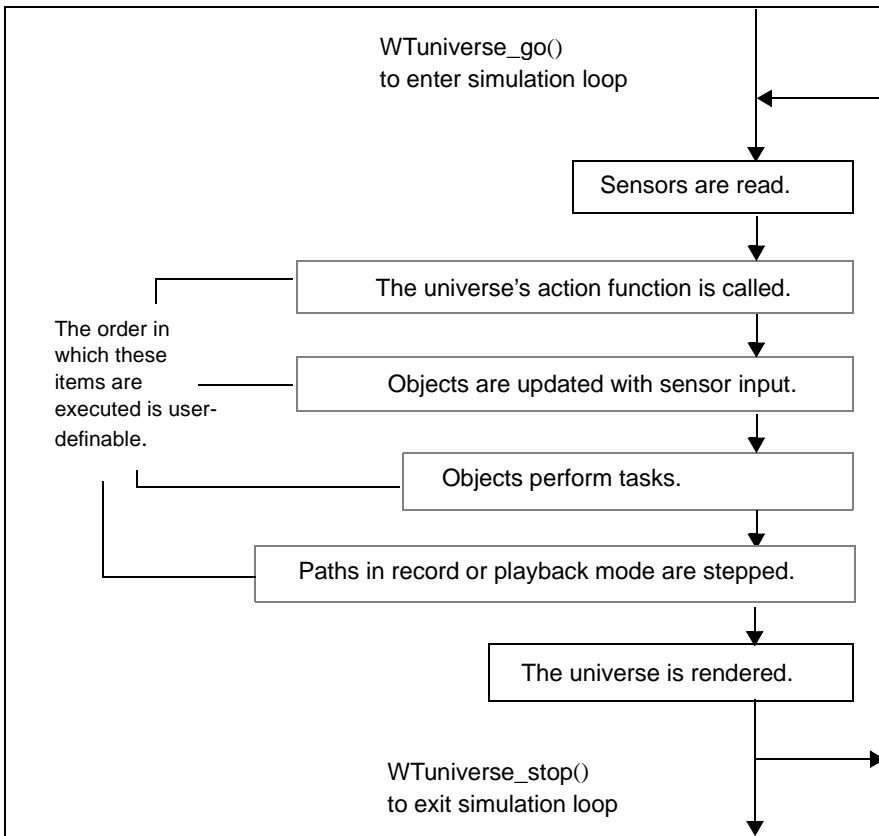 WTuniverse_go()
to enter simulation loop
Sensors are read.
The universe’s action function is called.
The order in
which these
items are
executed is user-
definable.
Objects are updated with sensor input.
Objects perform tasks.
Paths in record or playback mode are stepped.
The universe is rendered.
WTuniverse_stop()
to exit simulation loop